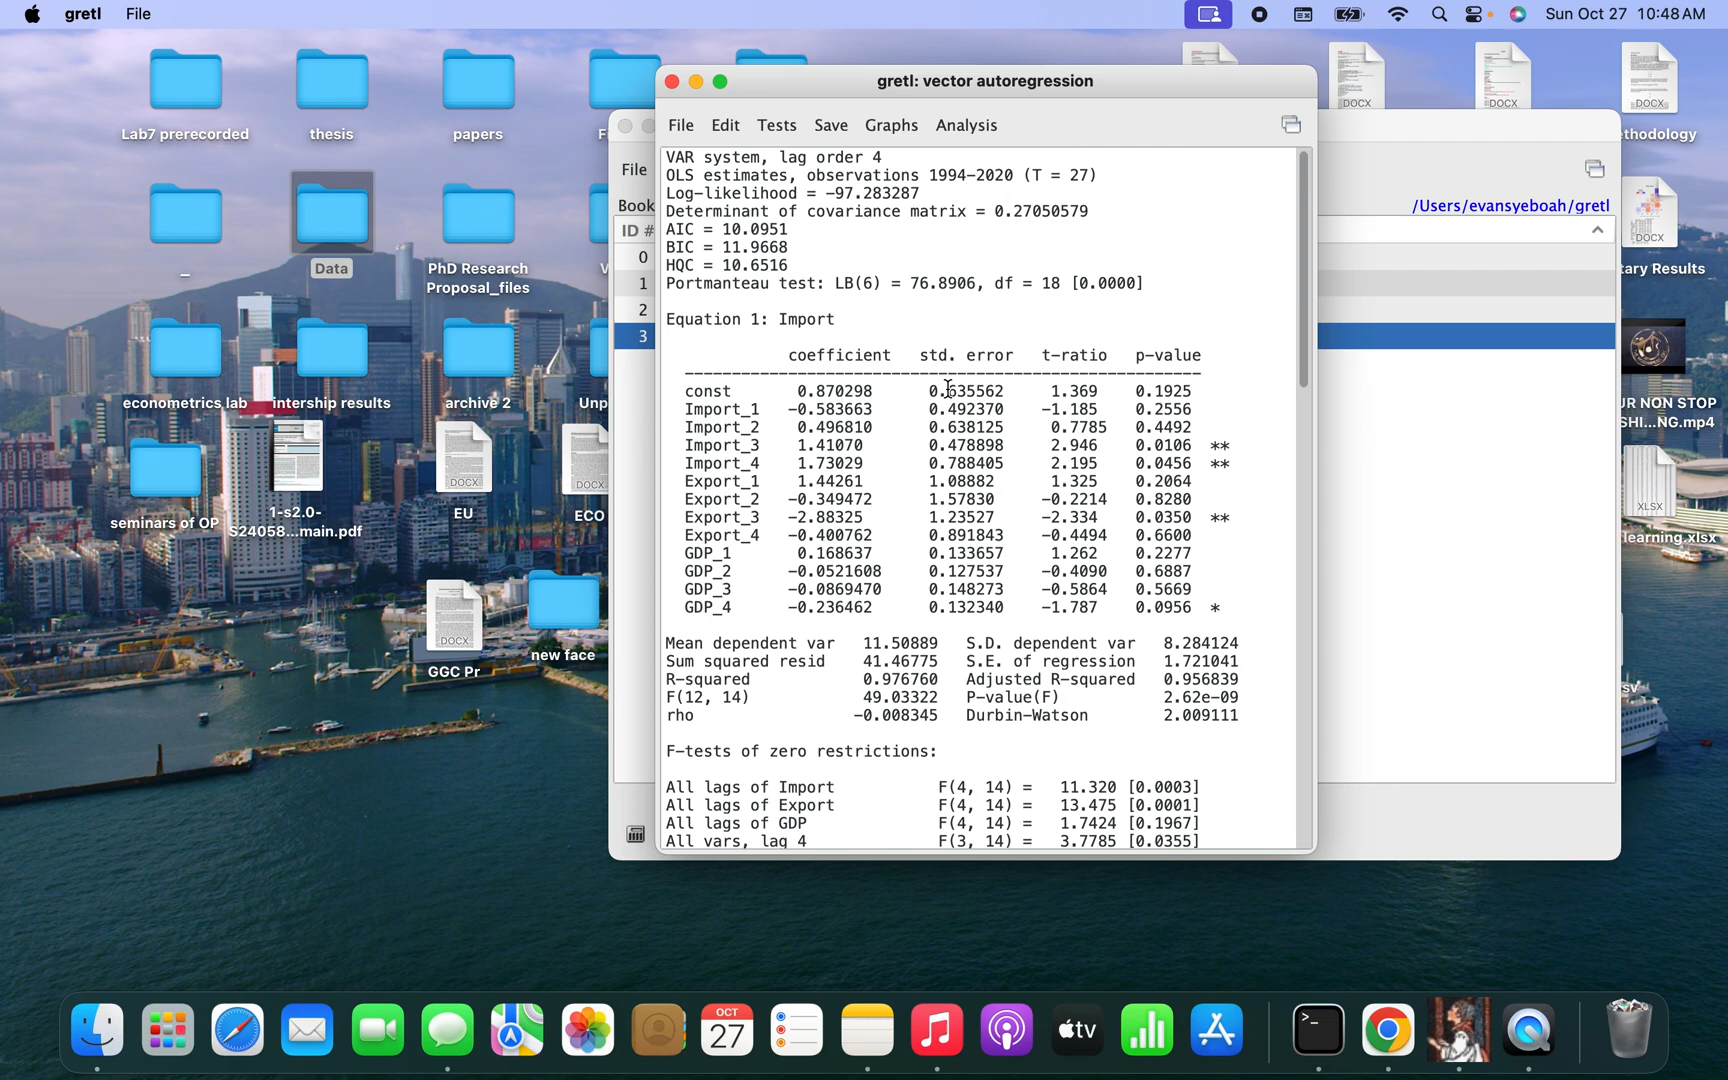 gretl File
Sun Oct 27 10:48 AM
Lab7 prerecorded
thesis
papers
DOCX
DOCX
DOCX
thodology
_
Data
PhD Research
Proposal_files
DOCX
tary Results
econometrics lab
intership results
archive 2
JR NON STOP
SHI...NG.mp4
seminars of OP
1-s2.0-
S24058...main.pdf
DOCX
EU
DOCX
ECO
XLSX
learning.xlsx
DOCX
GGC Pr
new face
File
/Users/evansyeboah/gretl
ID #
0
1
2
3
gretl: vector autoregression
File Edit Tests Save Graphs Analysis
VAR system, lag order 4
OLS estimates, observations 1994-2020 (T = 27)
Log-likelihood = -97.283287
Determinant of covariance matrix = 0.27050579
AIC = 10.0951
BIC = 11.9668
HQC = 10.6516
Portmanteau test: LB(6) = 76.8906, df = 18 [0.0000]
Equation 1: Import
coefficient std. error t-ratio p-value
const 0.870298 0.635562 1.369 0.1925
Import_1 -0.583663 0.492370 -1.185 0.2556
Import_2 0.496810 0.638125 0.7785 0.4492
Import_3 1.41070 0.478898 2.946 0.0106 **
Import_4 1.73029 0.788405 2.195 0.0456 **
Export_1 1.44261 1.08882 1.325 0.2064
Export_2 -0.349472 1.57830 -0.2214 0.8280
Export_3 -2.88325 1.23527 -2.334 0.0350 **
Export_4 -0.400762 0.891843 -0.4494 0.6600
GDP_1 0.168637 0.133657 1.262 0.2277
GDP_2 -0.0521608 0.127537 -0.4090 0.6887
GDP_3 -0.0869470 0.148273 -0.5864 0.5669
GDP_4 -0.236462 0.132340 -1.787 0.0956 *
Mean dependent var 11.50889 S.D. dependent var 8.284124
Sum squared resid 41.46775 S.E. of regression 1.721041
R-squared 0.976760 Adjusted R-squared 0.956839
F(12, 14) 49.03322 P-value(F) 2.62e-09
rho -0.008345 Durbin-Watson 2.009111
F-tests of zero restrictions:
All lags of Import F(4, 14) = 11.320 [0.0003]
All lags of Export F(4, 14) = 13.475 [0.0001]
All lags of GDP F(4, 14) = 1.7424 [0.1967]
All vars, lag 4 F(3, 14) = 3.7785 [0.0355]
OCT
27
tv